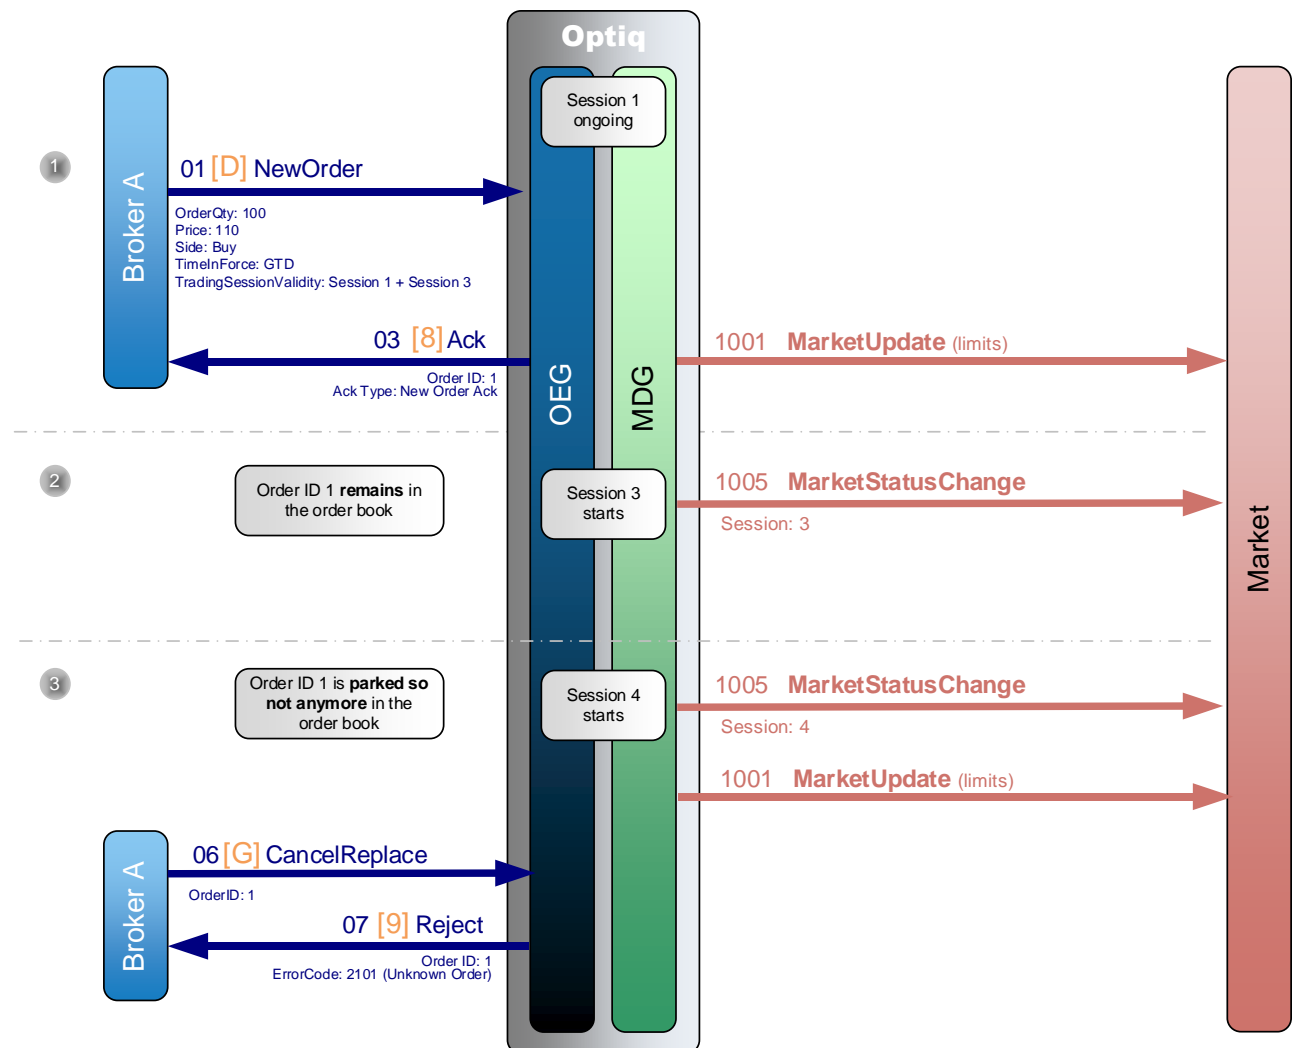 Optiq
Session 1
ongoing
1
Broker A
01 [D] NewOrder
OrderQty: 100
Price: 110
Side: Buy
TimeInForce: GTD
TradingSessionValidity: Session 1 + Session 3
03 [8] Ack
Order ID: 1
Ack Type: New Order Ack
OEG
MDG
1001 MarketUpdate (limits)
Market
2
Order ID 1 remains in
the order book
Session 3
starts
1005 MarketStatusChange
Session: 3
3
Order ID 1 is parked so
not anymore in the
order book
Session 4
starts
1005 MarketStatusChange
Session: 4
1001 MarketUpdate (limits)
Broker A
06 [G] CancelReplace
OrderID: 1
07 [9] Reject
Order ID: 1
ErrorCode: 2101 (Unknown Order)